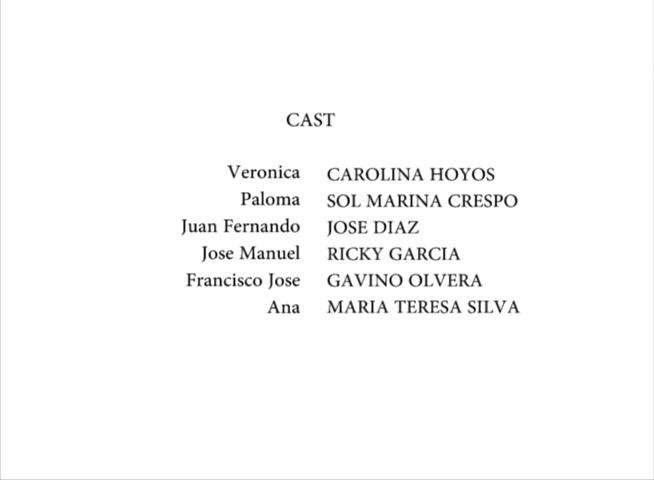 CAST
Veronica CAROLINA HOYOS
Paloma SOL MARINA CRESPO
Juan Fernando JOSE DIAZ
Jose Manuel RICKY GARCIA
Francisco Jose GAVINO OLVERA
Ana MARIA TERESA SILVA